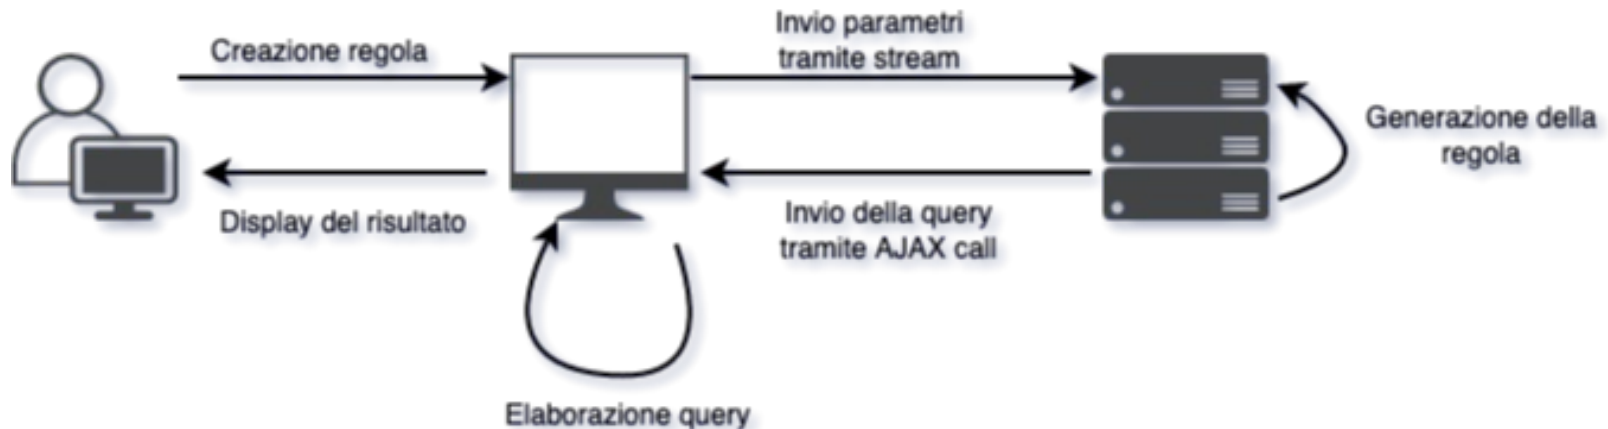 Creazione regola
Invio parametri
tramite stream
Generazione della
regola
Display del risultato
Invio della query
tramite AJAX call
Elaborazione query